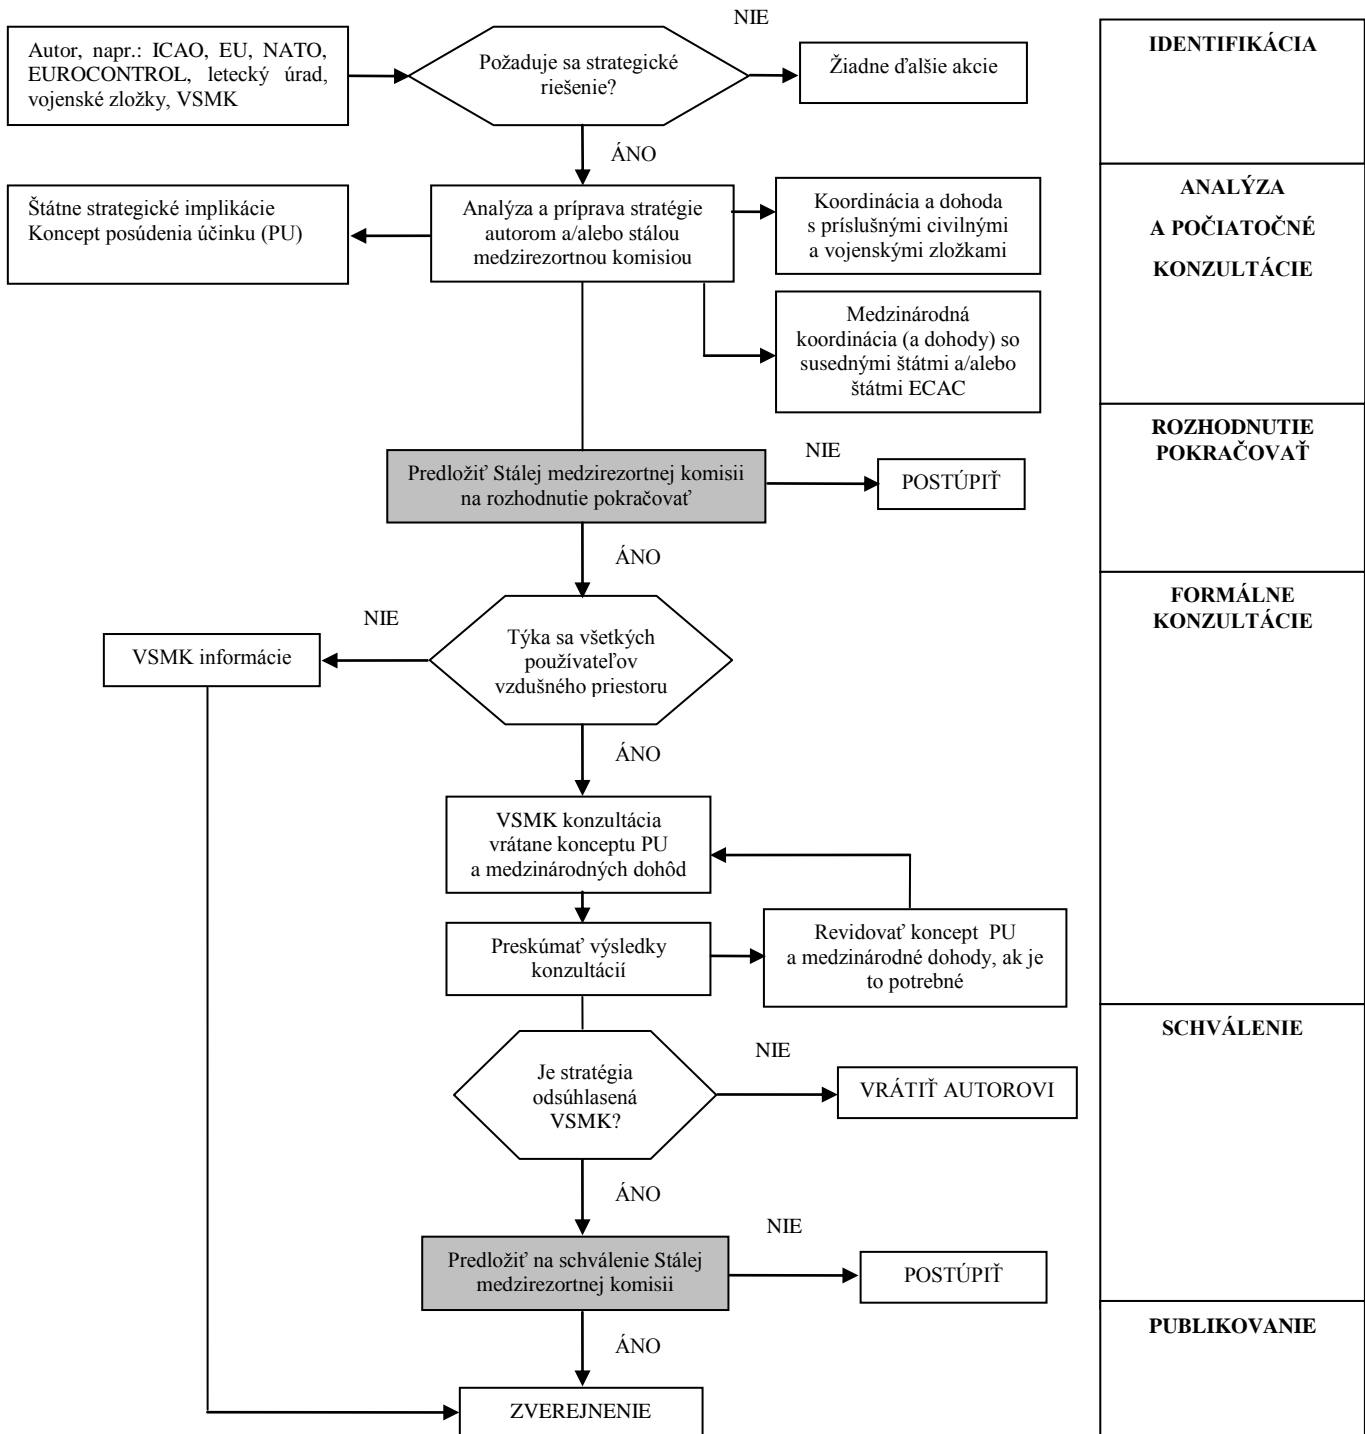 NIE
Autor, napr.: ICAO, EU, NATO,
EUROCONTROL, letecký úrad,
vojenské zložky, VSMK
Požaduje sa strategické
riešenie?
Žiadne ďalšie akcie
IDENTIFIKÁCIA
ÁNO
Štátne strategické implikácie
Koncept posúdenia účinku (PU)
Analýza a príprava stratégie
autorom a/alebo stálou
medzirezortnou komisiou
Koordinácia a dohoda
s príslušnými civilnými
a vojenskými zložkami
ANALÝZA
A POČIATOČNÉ
KONZULTÁCIE
Medzinárodná
koordinácia (a dohody) so
susednými štátmi a/alebo
štátmi ECAC
Predložiť Stálej medzirezortnej komisii
na rozhodnutie pokračovať
NIE
POSTÚPIŤ
ROZHODNUTIE
POKRAČOVAŤ
ÁNO
NIE
VSMK informácie
Týka sa všetkých
používateľov
vzdušného priestoru
FORMÁLNE
KONZULTÁCIE
ÁNO
VSMK konzultácia
vrátane konceptu PU
a medzinárodných dohôd
Preskúmať výsledky
konzultácií
Revidovať koncept  PU
a medzinárodné dohody, ak je
to potrebné
Je stratégia
odsúhlasená
VSMK?
NIE
VRÁTIŤ AUTOROVI
SCHVÁLENIE
ÁNO
NIE
Predložiť na schválenie Stálej
medzirezortnej komisii
POSTÚPIŤ
ÁNO
PUBLIKOVANIE
ZVEREJNENIE